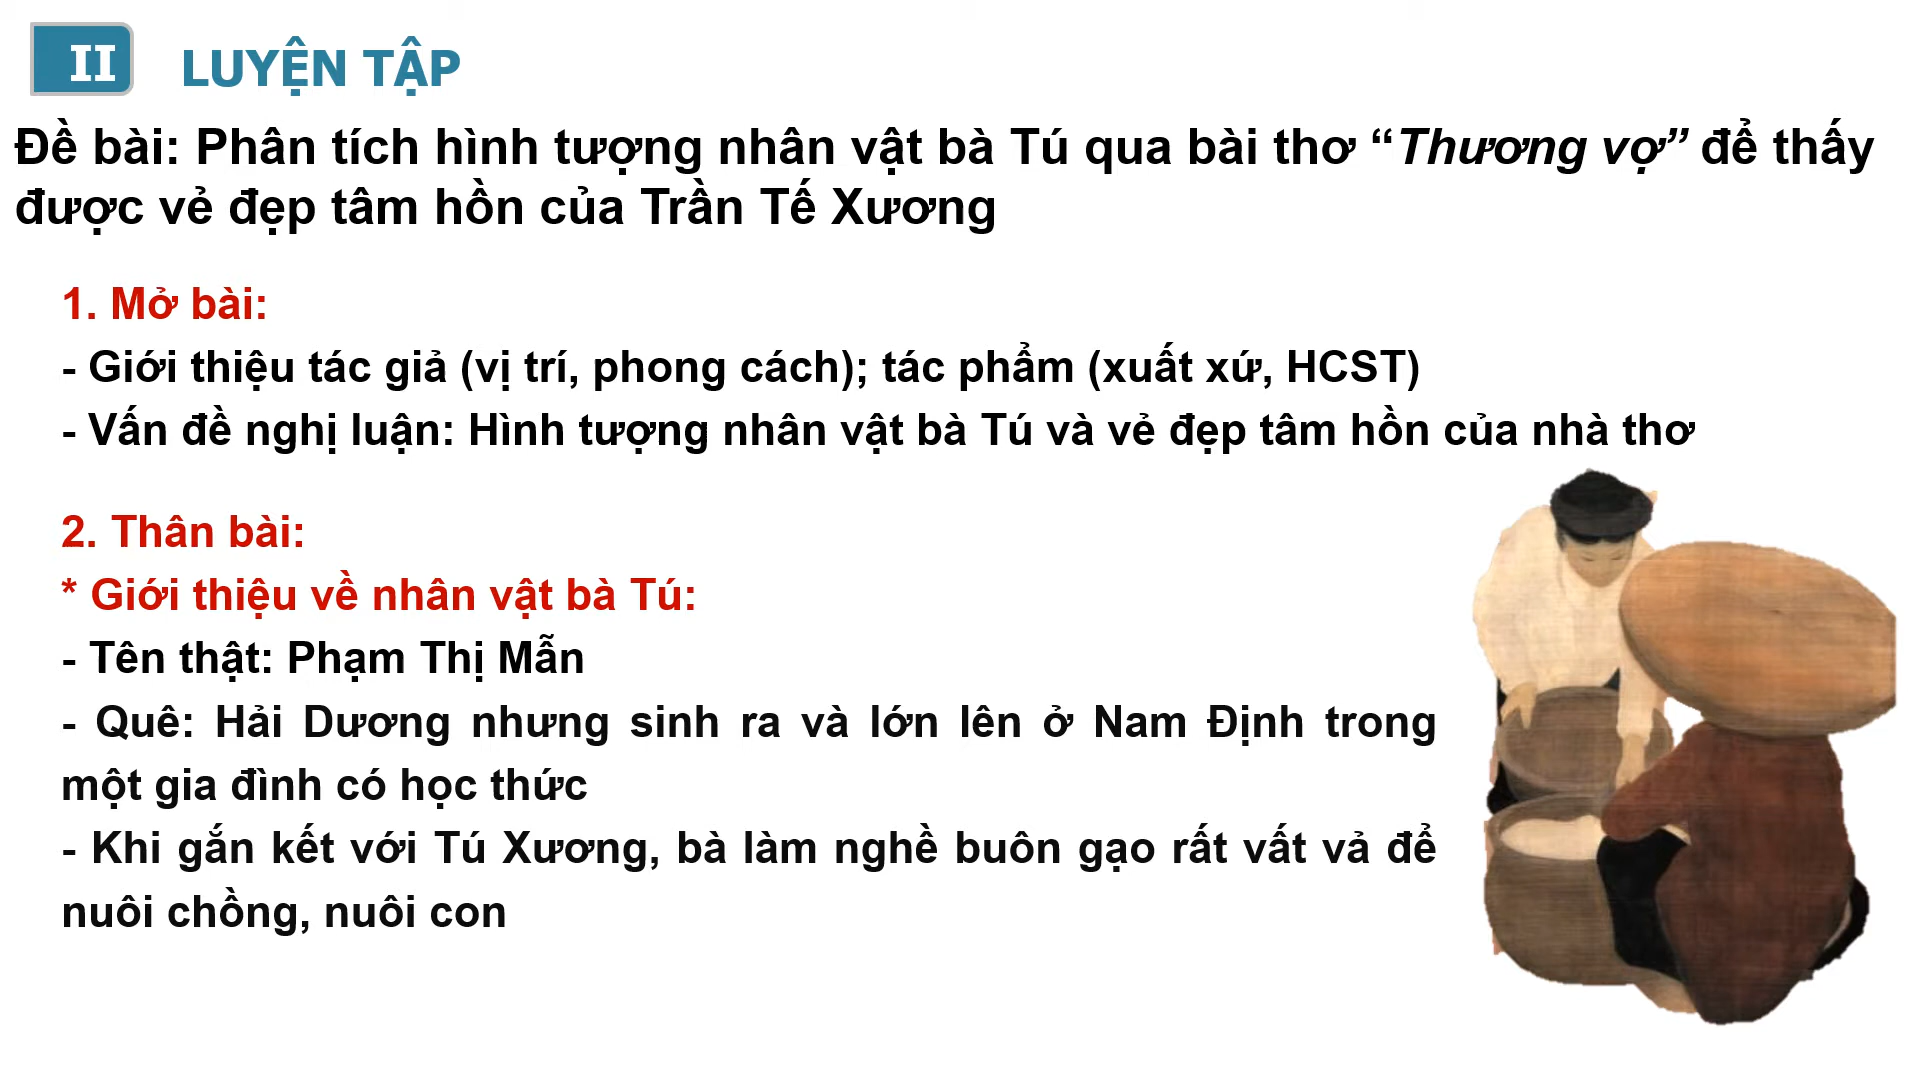 II LUYỆN TẬP
Đề bài: Phân tích hình tượng nhân vật bà Tú qua bài thơ “Thương vợ” để thấy
được vẻ đẹp tâm hồn của Trần Tế Xương
1. Mở bài:
- Giới thiệu tác giả (vị trí, phong cách); tác phẩm (xuất xứ, HCST)
- Vấn đề nghị luận: Hình tượng nhân vật bà Tú và vẻ đẹp tâm hồn của nhà thơ
2. Thân bài:
* Giới thiệu về nhân vật bà Tú:
- Tên thật: Phạm Thị Mẫn
- Quê: Hải Dương nhưng sinh ra và lớn lên ở Nam Định trong
một gia đình có học thức
- Khi gắn kết với Tú Xương, bà làm nghề buôn gạo rất vất vả để
nuôi chồng, nuôi con